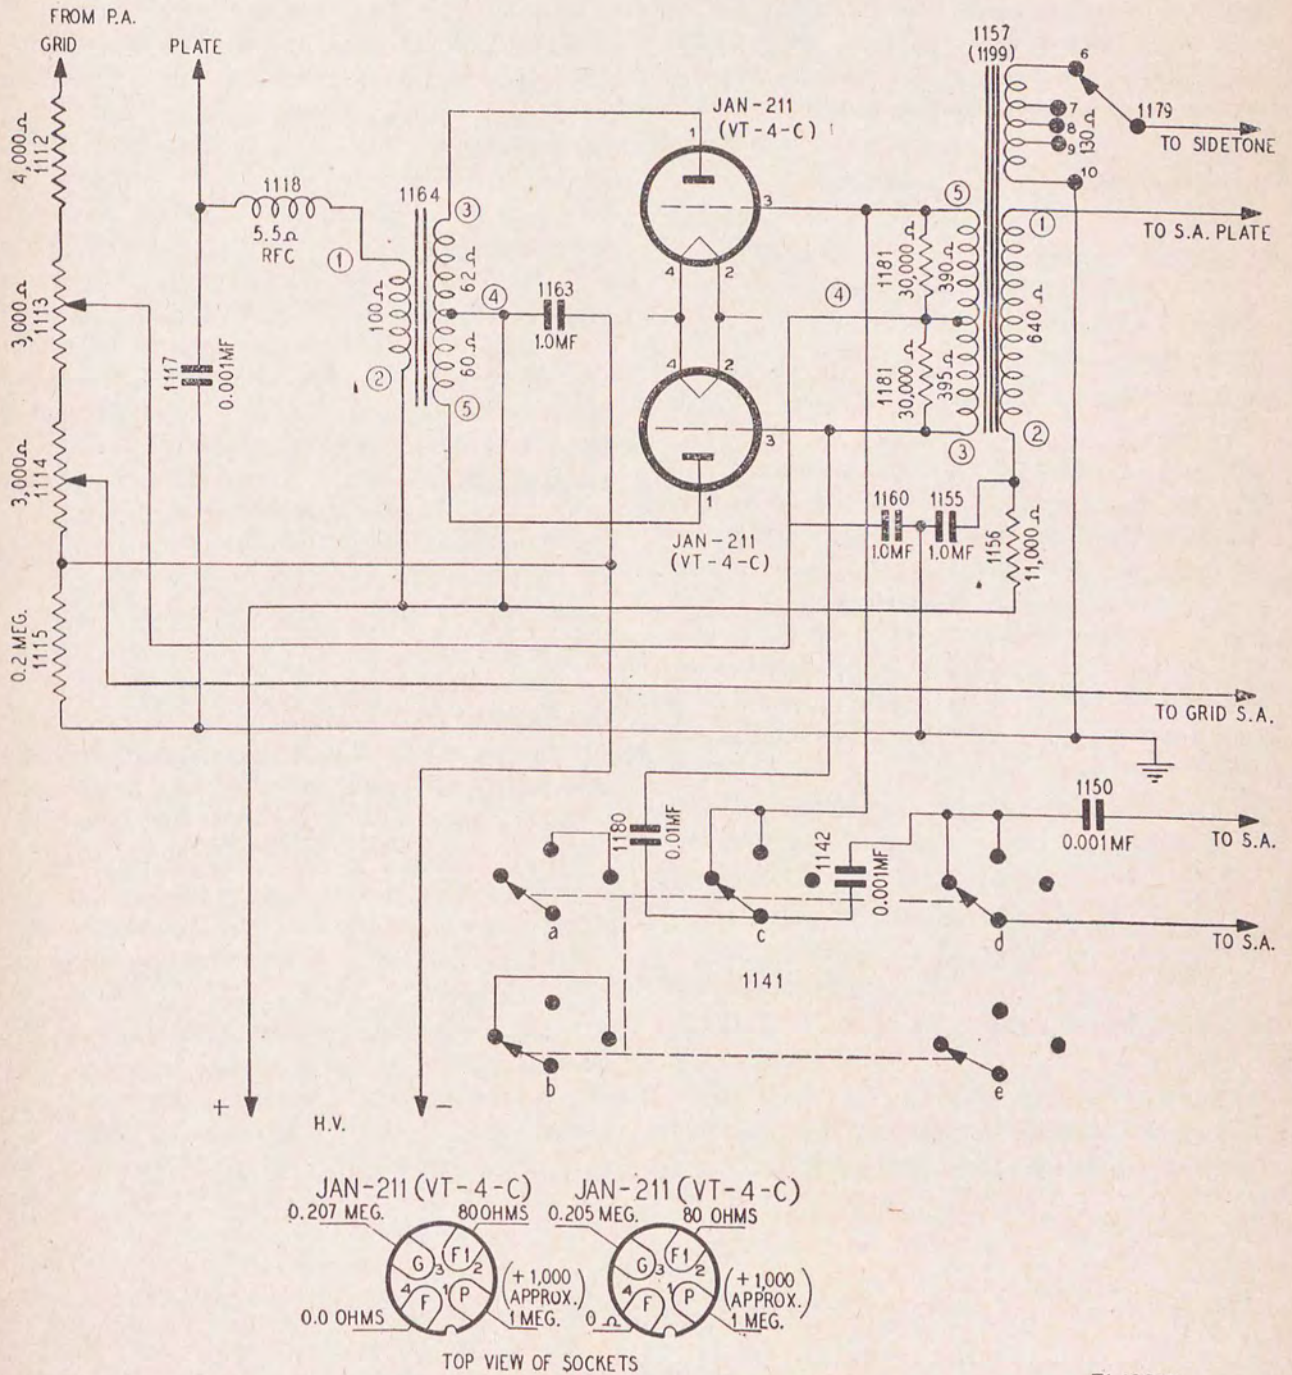 FROM P.A.
GRID
PLATE
4,000Ω
1112
3,000Ω
1113
3,000Ω
1114
0.2 MEG.
1115
1117
0.001MF
1118
5.5Ω
RFC
1164
1
2
100Ω
3
62Ω
4
60Ω
5
1163
1.0MF
JAN-211
(VT-4-C)
1
3
4
2
4
2
3
1
JAN-211
(VT-4-C)
4
1181
30,000Ω
390Ω
1181
30,000Ω
395Ω
5
3
1157
(1199)
6
7
8
9
10
130Ω
1179
TO SIDETONE
1
TO S.A. PLATE
640Ω
2
1160
1.0MF
1155
1.0MF
1156
11,000Ω
TO GRID S.A.
1180
0.01MF
1142
0.001MF
1150
0.001MF
TO S.A.
TO S.A.
a
c
d
1141
b
e
+
-
H.V.
JAN-211 (VT-4-C)
0.207 MEG.
80OHMS
G
3
F1
2
4
F
1
P
0.0 OHMS
(+1,000
APPROX.)
1 MEG.
JAN-211 (VT-4-C)
0.205 MEG.
80 OHMS
G
3
F1
2
4
F
1
P
0Ω
(+1,000
APPROX.)
1 MEG.
TOP VIEW OF SOCKETS